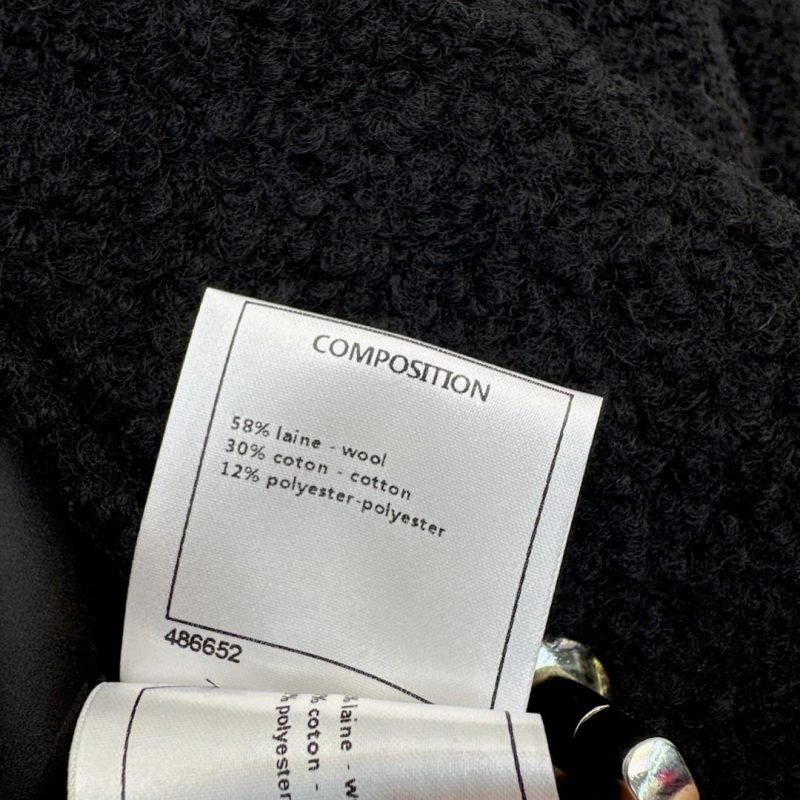 COMPOSITION
58% laine - wool
30% coton - cotton
12% polyester-polyester
486652
% laine - w
% coton -
% polyester